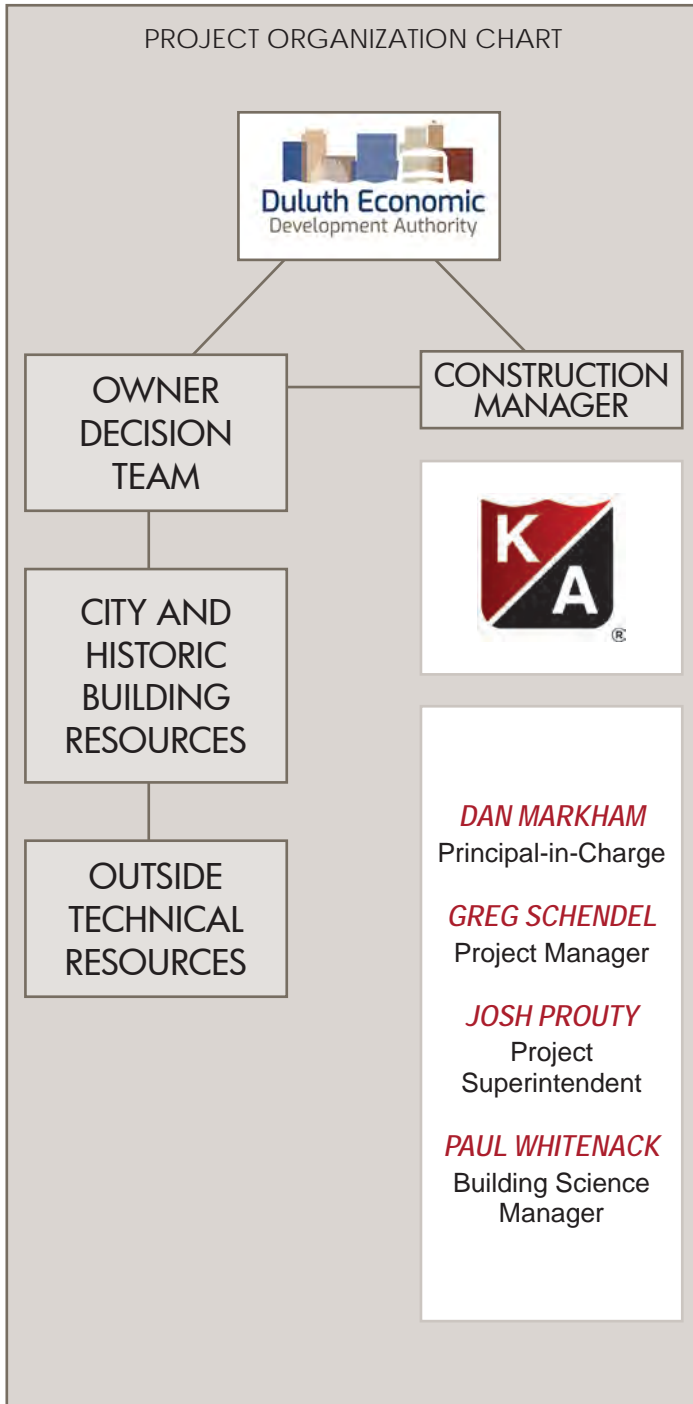 PROJECT ORGANIZATION CHART
Duluth Economic
Development Authority
OWNER
DECISION
TEAM
CONSTRUCTION
MANAGER
CITY AND
HISTORIC
BUILDING
RESOURCES
OUTSIDE
TECHNICAL
RESOURCES
K
A
®
DAN MARKHAM
Principal-in-Charge
GREG SCHENDEL
Project Manager
JOSH PROUTY
Project
Superintendent
PAUL WHITENACK
Building Science
Manager